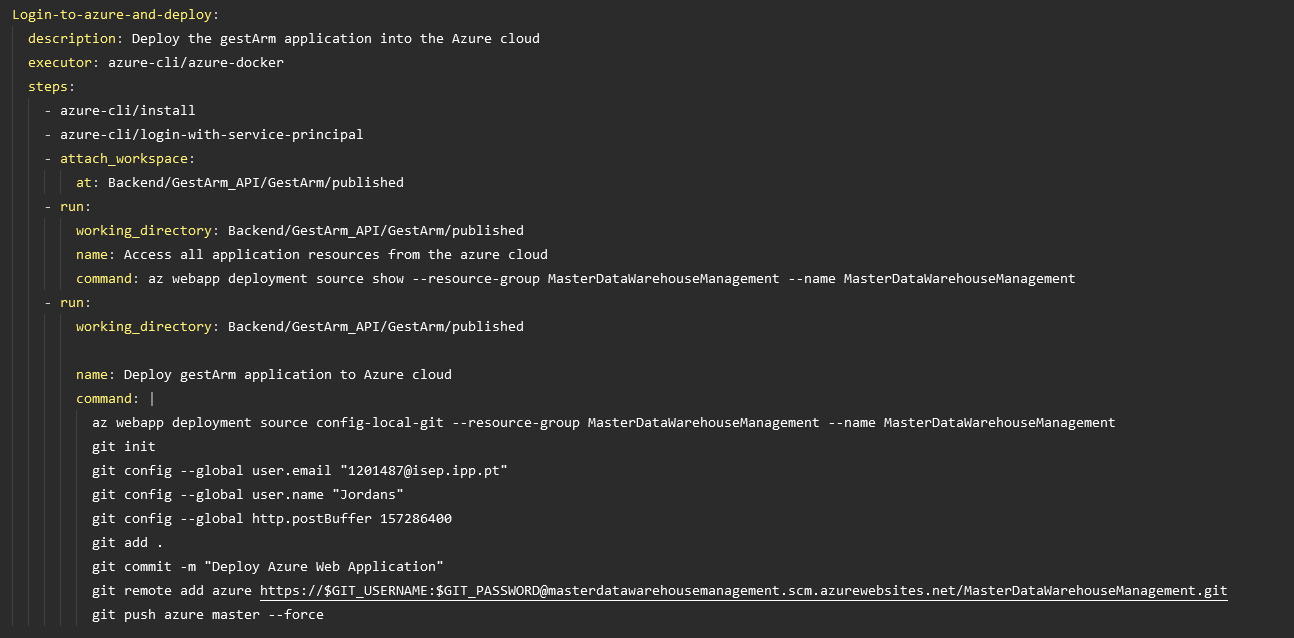 Login-to-azure-and-deploy:
description: Deploy the gestArm application into the Azure cloud
executor: azure-cli/azure-docker
steps:
- azure-cli/install
- azure-cli/login-with-service-principal
- attach_workspace:
at: Backend/GestArm_API/GestArm/published
- run:
working_directory: Backend/GestArm_API/GestArm/published
name: Access all application resources from the azure cloud
command: az webapp deployment source show --resource-group MasterDataWarehouseManagement --name MasterDataWarehouseManagement
- run:
working_directory: Backend/GestArm_API/GestArm/published
name: Deploy gestArm application to Azure cloud
command: |
az webapp deployment source config-local-git --resource-group MasterDataWarehouseManagement --name MasterDataWarehouseManagement
git init
git config --global user.email "1201487@isep.ipp.pt"
git config --global user.name "Jordans"
git config --global http.postBuffer 157286400
git add .
git commit -m "Deploy Azure Web Application"
git remote add azure https://$GIT_USERNAME:$GIT_PASSWORD@masterdatawarehousemanagement.scm.azurewebsites.net/MasterDataWarehouseManagement.git
git push azure master --force